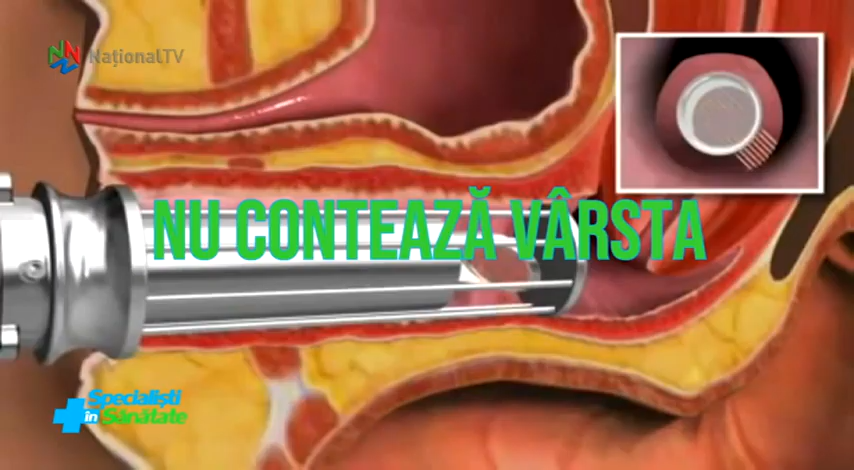 NaționalTV
NU CONTEAZĂ VÂRSTA
Specialiști
în Sănătate